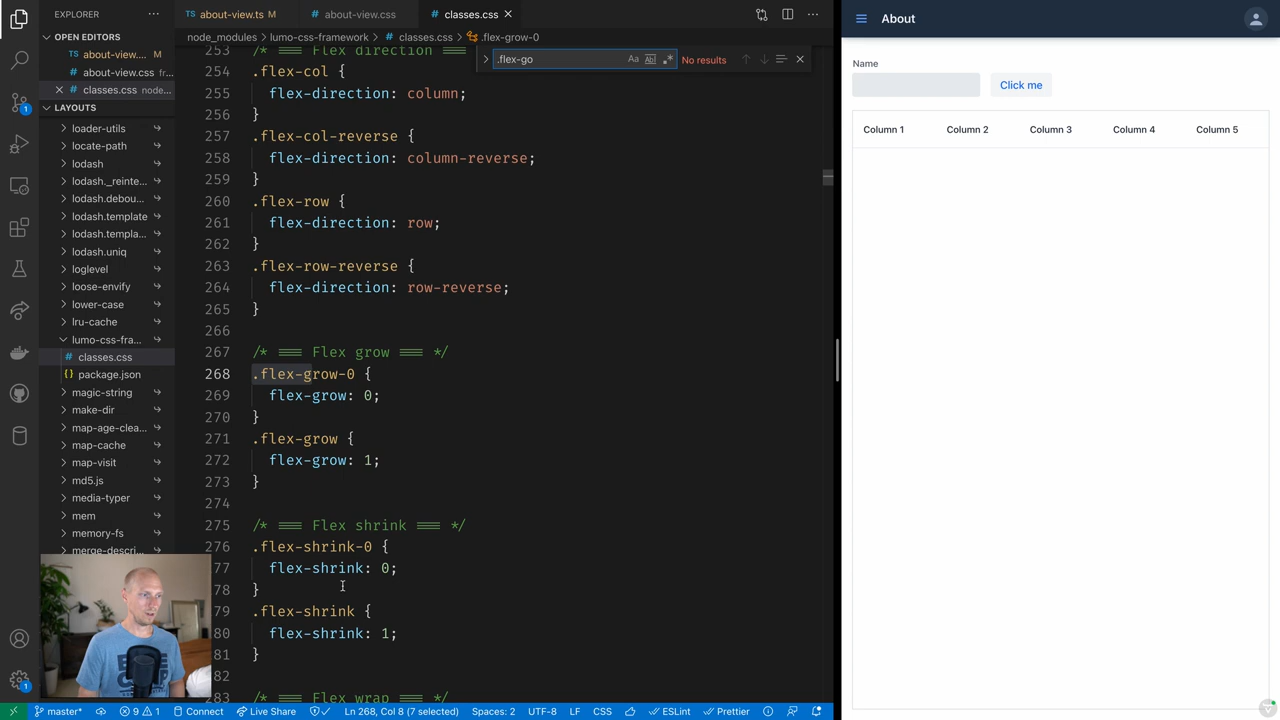 EXPLORER
OPEN EDITORS
about-view.... M
about-view.css fr...
classes.css node...
LAYOUTS
loader-utils
locate-path
lodash
lodash._reinte...
lodash.debou...
lodash.template
lodash.templa...
lodash.uniq
loglevel
loose-envify
lower-case
lru-cache
lumo-css-fra...
classes.css
package.json
magic-string
make-dir
map-age-clea...
map-cache
map-visit
md5.js
media-typer
mem
memory-fs
merge-descri...
about-view.ts M
about-view.css
classes.css
node_modules > lumo-css-framework > classes.css > .flex-grow-0
.flex-go
Aa
Ab
No results
253 /* === Flex direction ===
254 .flex-col {
255 flex-direction: column;
256 }
257 .flex-col-reverse {
258 flex-direction: column-reverse;
259 }
260 .flex-row {
261 flex-direction: row;
262 }
263 .flex-row-reverse {
264 flex-direction: row-reverse;
265 }
266
267 /* === Flex grow === */
268 .flex-grow-0 {
269 flex-grow: 0;
270 }
271 .flex-grow {
272 flex-grow: 1;
273 }
274
275 /* === Flex shrink === */
276 .flex-shrink-0 {
277 flex-shrink: 0;
78 }
79 .flex-shrink {
80 flex-shrink: 1;
81 }
82
283 /* === Flex wrap === */
1
1
master* 9 1 Connect Live Share Ln 268, Col 8 (7 selected) Spaces: 2 UTF-8 LF CSS ESLint Prettier
About
Name
Click me
Column 1 Column 2 Column 3 Column 4 Column 5